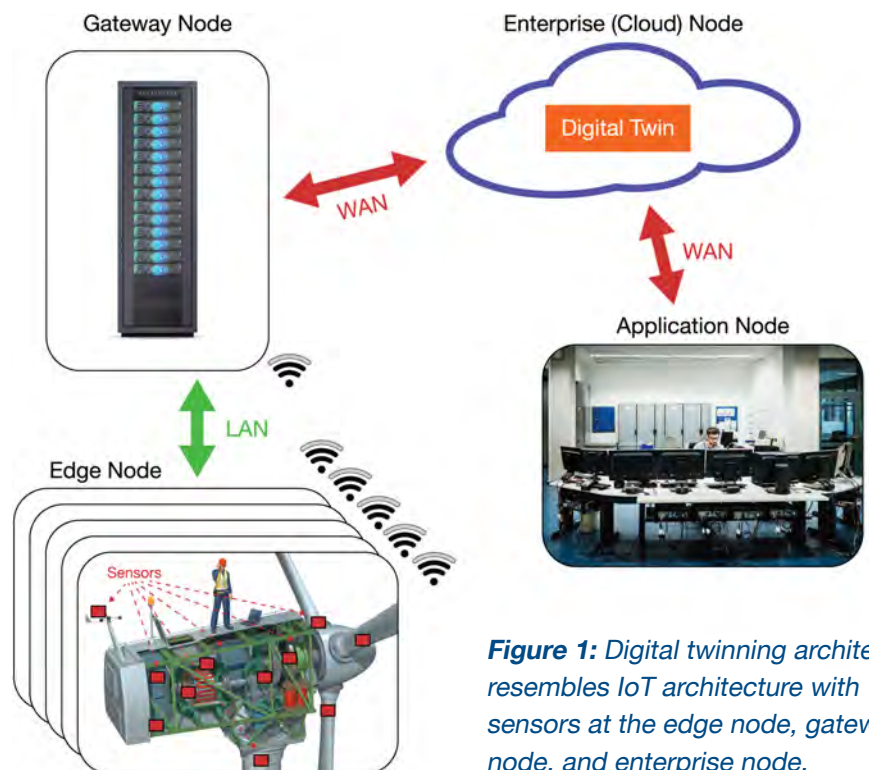 Gateway Node
Enterprise (Cloud) Node
Digital Twin
WAN
WAN
Application Node
LAN
Edge Node
Sensors
Figure 1: Digital twinning archite
resembles IoT architecture with
sensors at the edge node, gatew
node, and enterprise node.